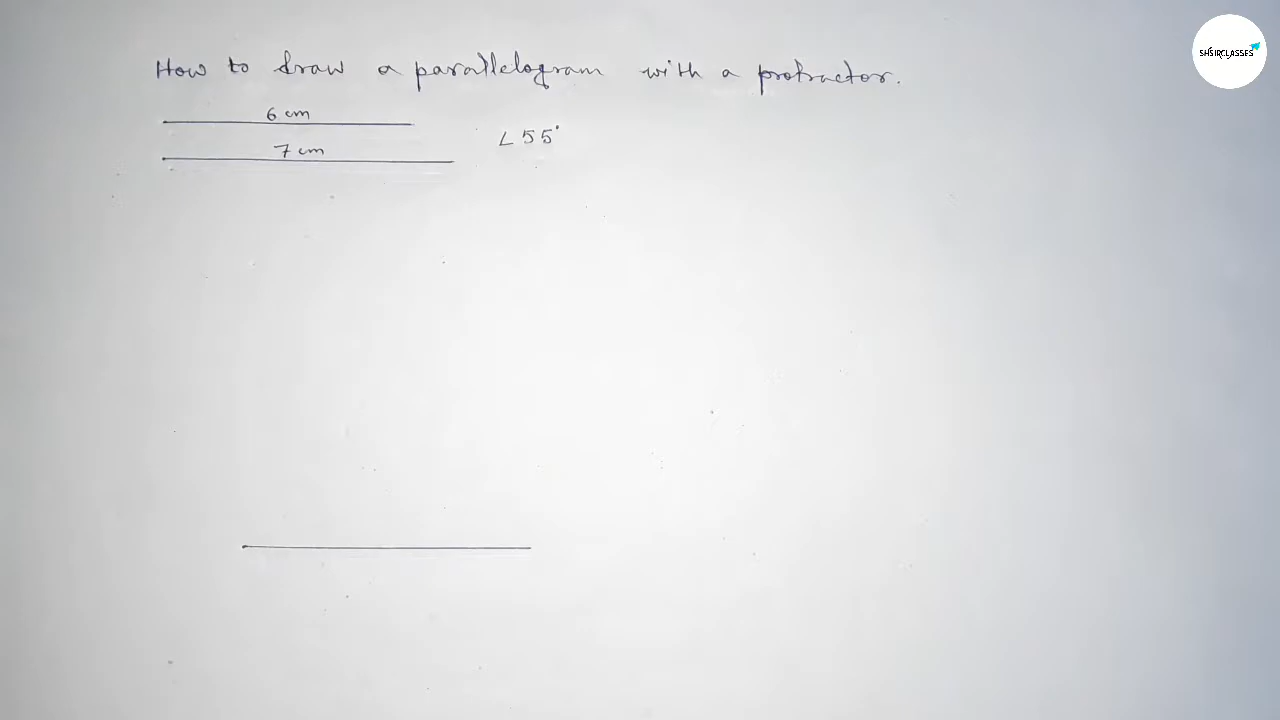 How to draw a parallelogram with a protractor.
6 cm
7 cm
∠55°
SHSIRCLASSES